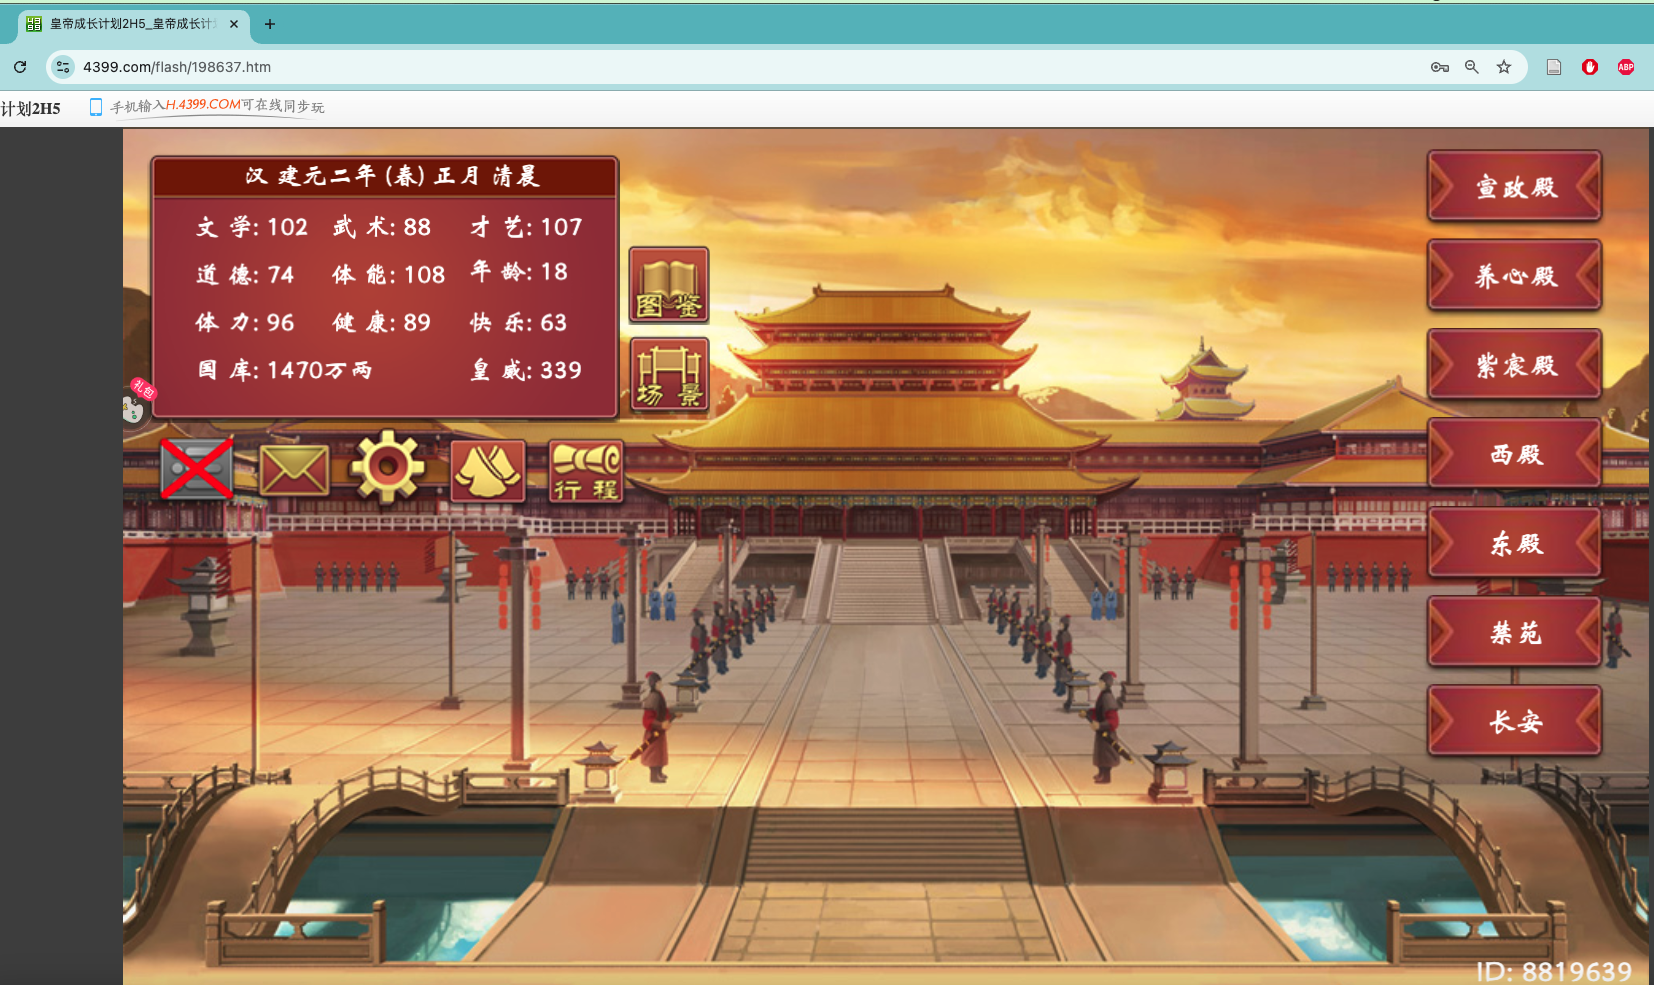 皇帝成长计划2H5_皇帝成长计
4399.com/flash/198637.htm
ABP
计划2H5
手机输入H.4399.COM可在线同步玩
汉 建元二年 (春) 正月 清晨
文学: 102 武术: 88 才艺: 107
道德: 74 体能: 108 年龄: 18
体力: 96 健康: 89 快乐: 63
国库: 1470万两 皇威: 339
图鉴
场景
礼包
行程
宣政殿
养心殿
紫宸殿
西殿
东殿
禁苑
长安
ID: 8819639